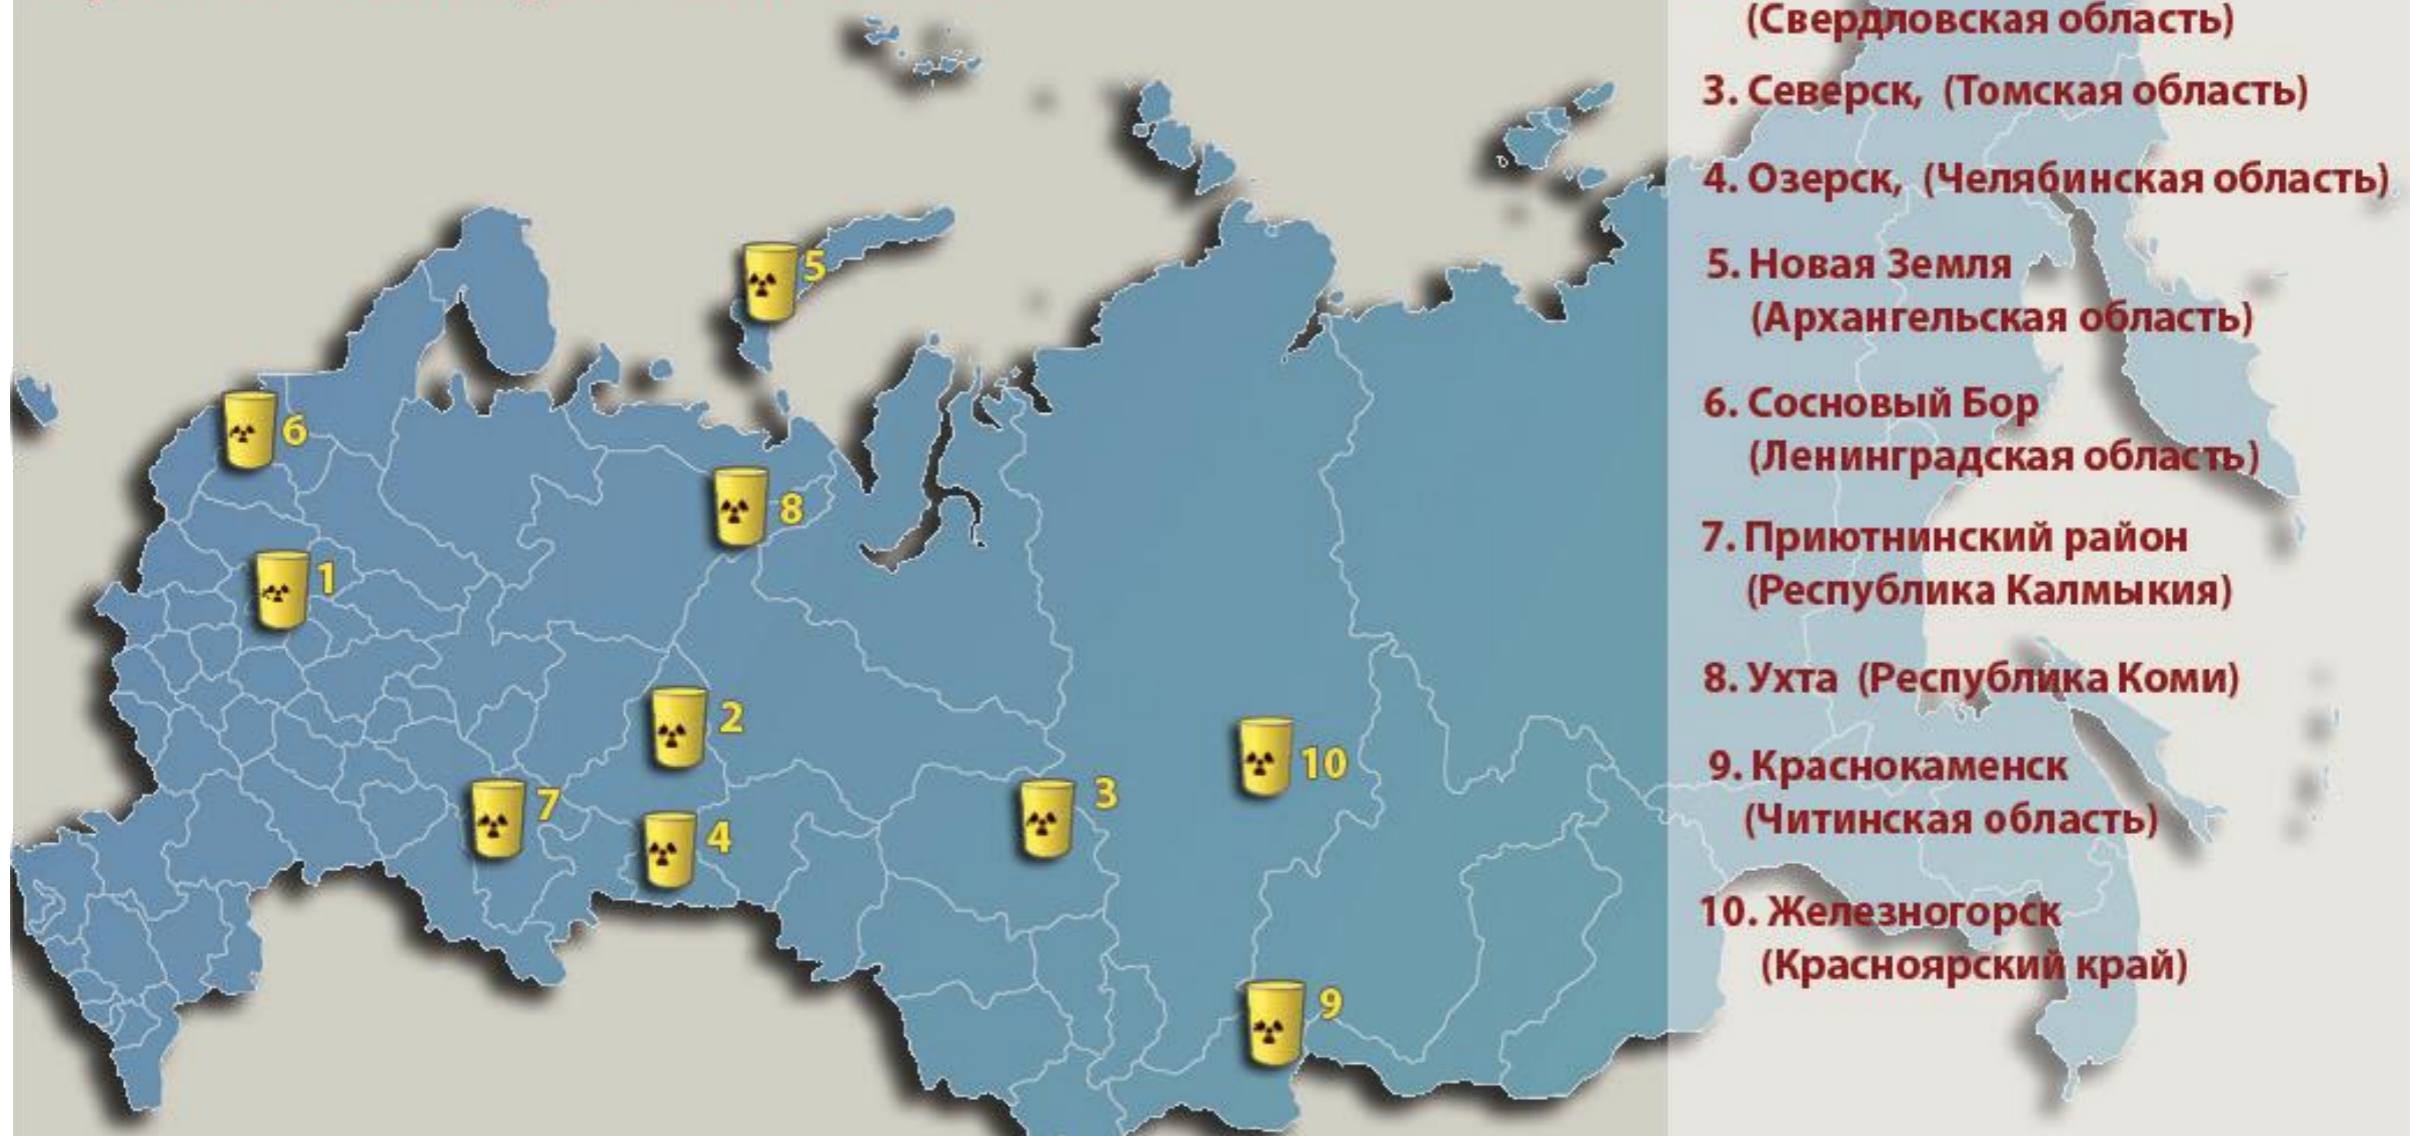 (Свердловская область)
3. Северск, (Томская область)
4. Озерск, (Челябинская область)
5. Новая Земля
(Архангельская область)
6. Сосновый Бор
(Ленинградская область)
7. Приютнинский район
(Республика Калмыкия)
8. Ухта (Республика Коми)
9. Краснокаменск
(Читинская область)
10. Железногорск
(Красноярский край)
5
6
8
1
2
10
3
7
4
9